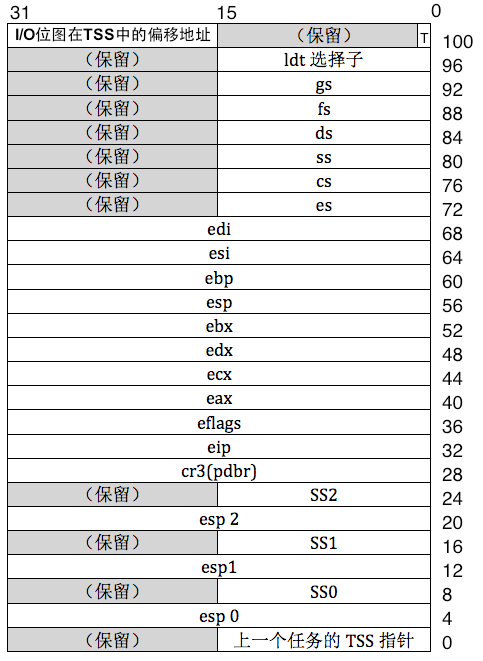 31 15 0
I/O位图在TSS中的偏移地址 （保留） T 100
（保留） ldt 选择子 96
（保留） gs 92
（保留） fs 88
（保留） ds 84
（保留） ss 80
（保留） cs 76
（保留） es 72
edi 68
esi 64
ebp 60
esp 56
ebx 52
edx 48
ecx 44
eax 40
eflags 36
eip 32
cr3(pdbr) 28
（保留） SS2 24
esp 2 20
（保留） SS1 16
esp1 12
（保留） SS0 8
esp 0 4
（保留） 上一个任务的 TSS 指针 0